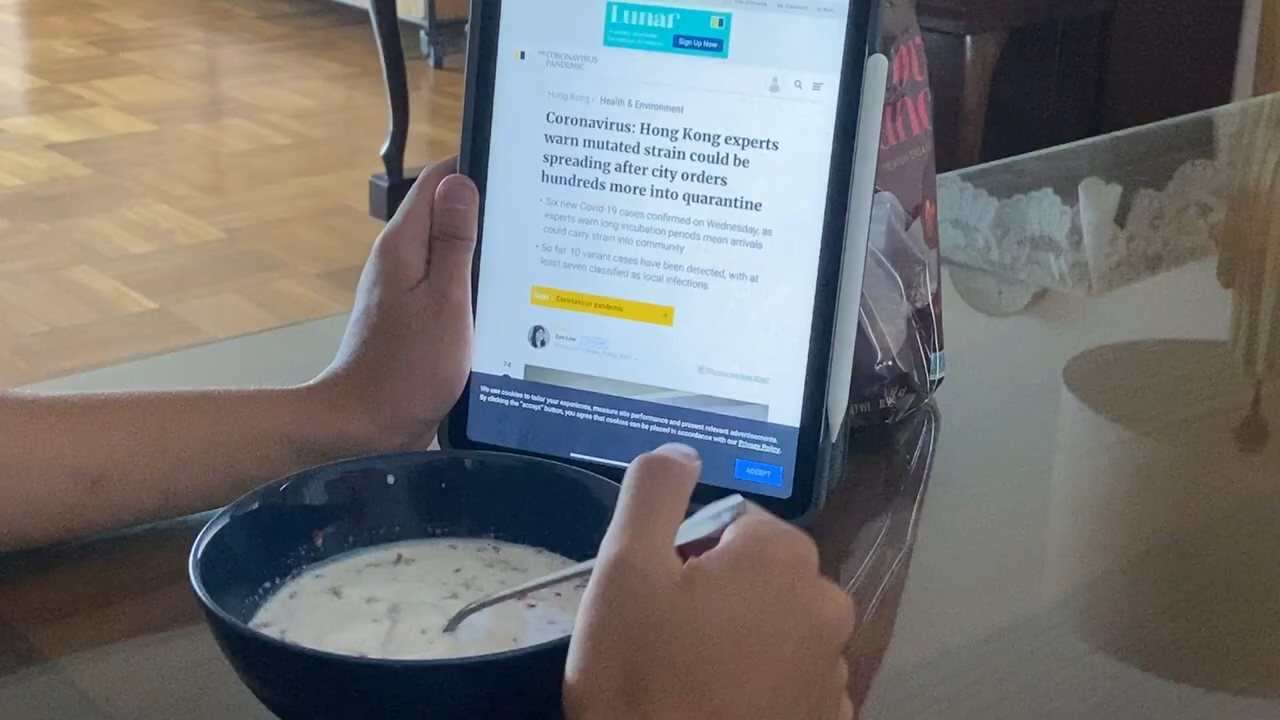 Lunar
Sign Up Now
THE CORONAVIRUS
PANDEMIC
Hong Kong / Health & Environment
Coronavirus: Hong Kong experts
warn mutated strain could be
spreading after city orders
hundreds more into quarantine
• Six new Covid-19 cases confirmed on Wednesday, as
experts warn long incubation periods mean arrivals
could carry strain into community
• So far 10 variant cases have been detected, with at
least seven classified as local infections
Coronavirus pandemic
Zoe Low
74
We use cookies to tailor your experience, measure site performance and present relevant advertisements.
By clicking the "accept" button, you agree that cookies can be placed in accordance with our Privacy Policy.
ACCEPT